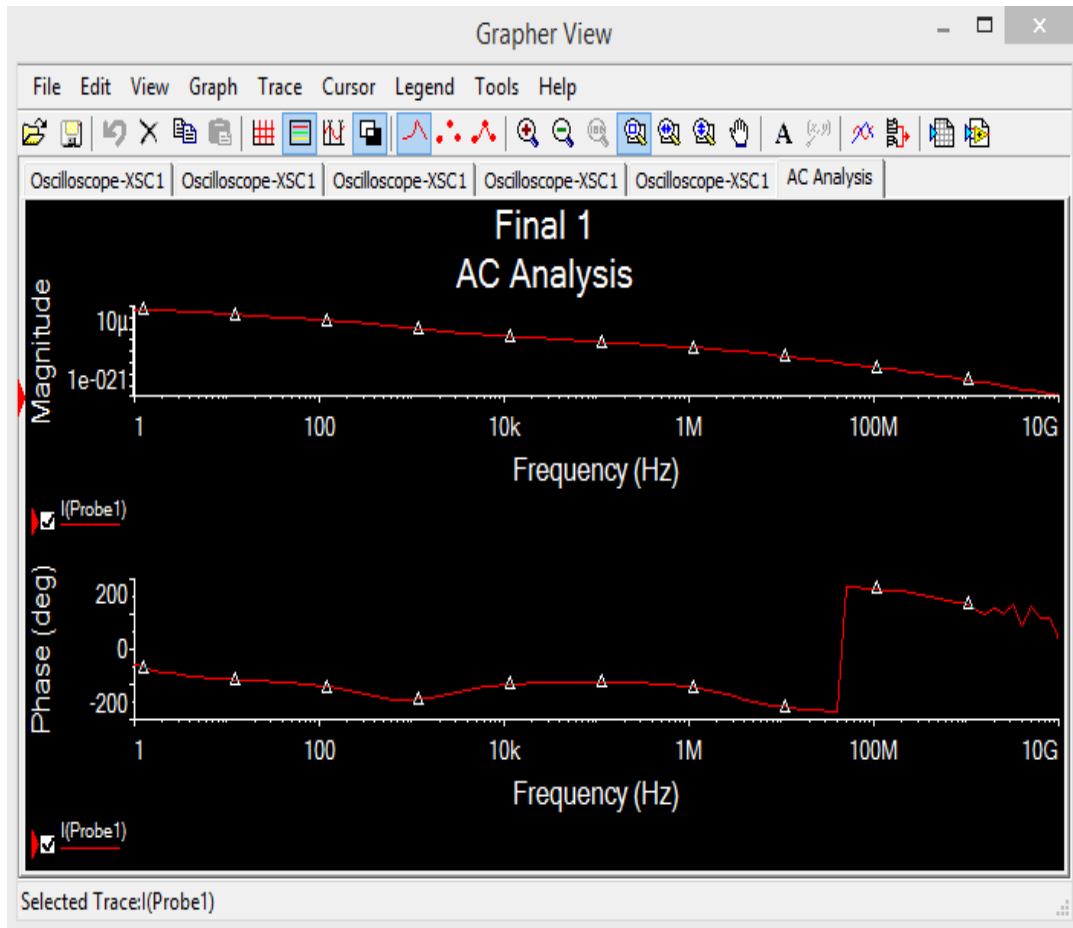 Grapher View
File Edit View Graph Trace Cursor Legend Tools Help
A (x,y)
Oscilloscope-XSC1 Oscilloscope-XSC1 Oscilloscope-XSC1 Oscilloscope-XSC1 Oscilloscope-XSC1 AC Analysis
Final 1
AC Analysis
Magnitude
10µ
1e-021
1 100 10k 1M 100M 10G
Frequency (Hz)
I(Probe1)
Phase (deg)
200
0
-200
1 100 10k 1M 100M 10G
Frequency (Hz)
I(Probe1)
Selected Trace:I(Probe1)